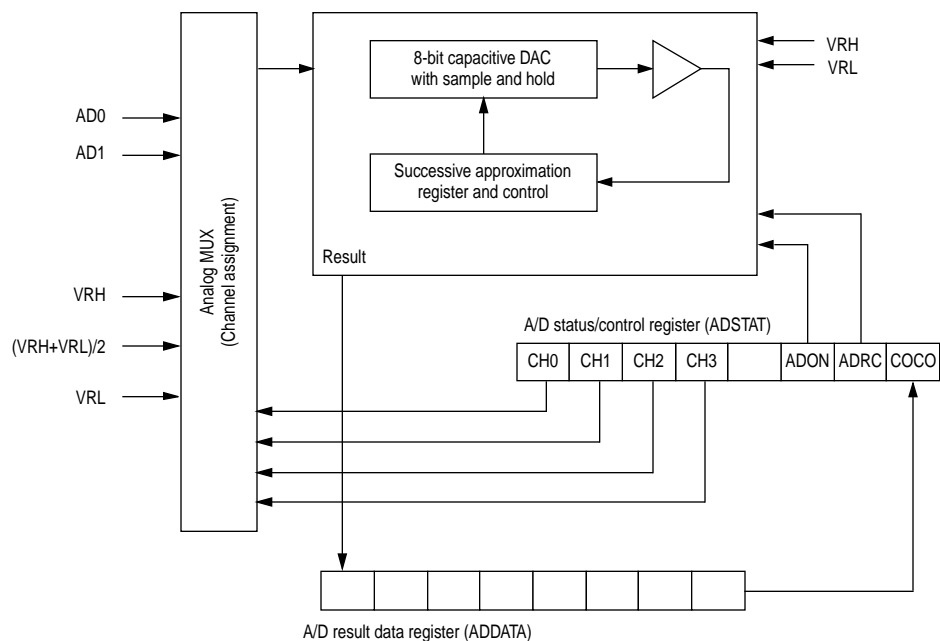 8-bit capacitive DAC
with sample and hold
VRH
VRL
AD0
AD1
Successive approximation
register and control
Analog MUX
(Channel assignment)
Result
VRH
(VRH+VRL)/2
VRL
A/D status/control register (ADSTAT)
CH0 CH1 CH2 CH3 ADON ADRC COCO
A/D result data register (ADDATA)